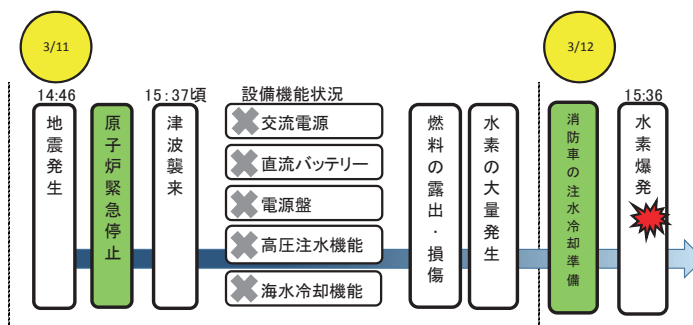 3/11
3/12
14:46
地震発生
原子炉緊急停止
15:37頃
津波襲来
設備機能状況
交流電源
直流バッテリー
電源盤
高圧注水機能
海水冷却機能
燃料の露出・損傷
水素の大量発生
消防車の注水冷却準備
15:36
水素爆発